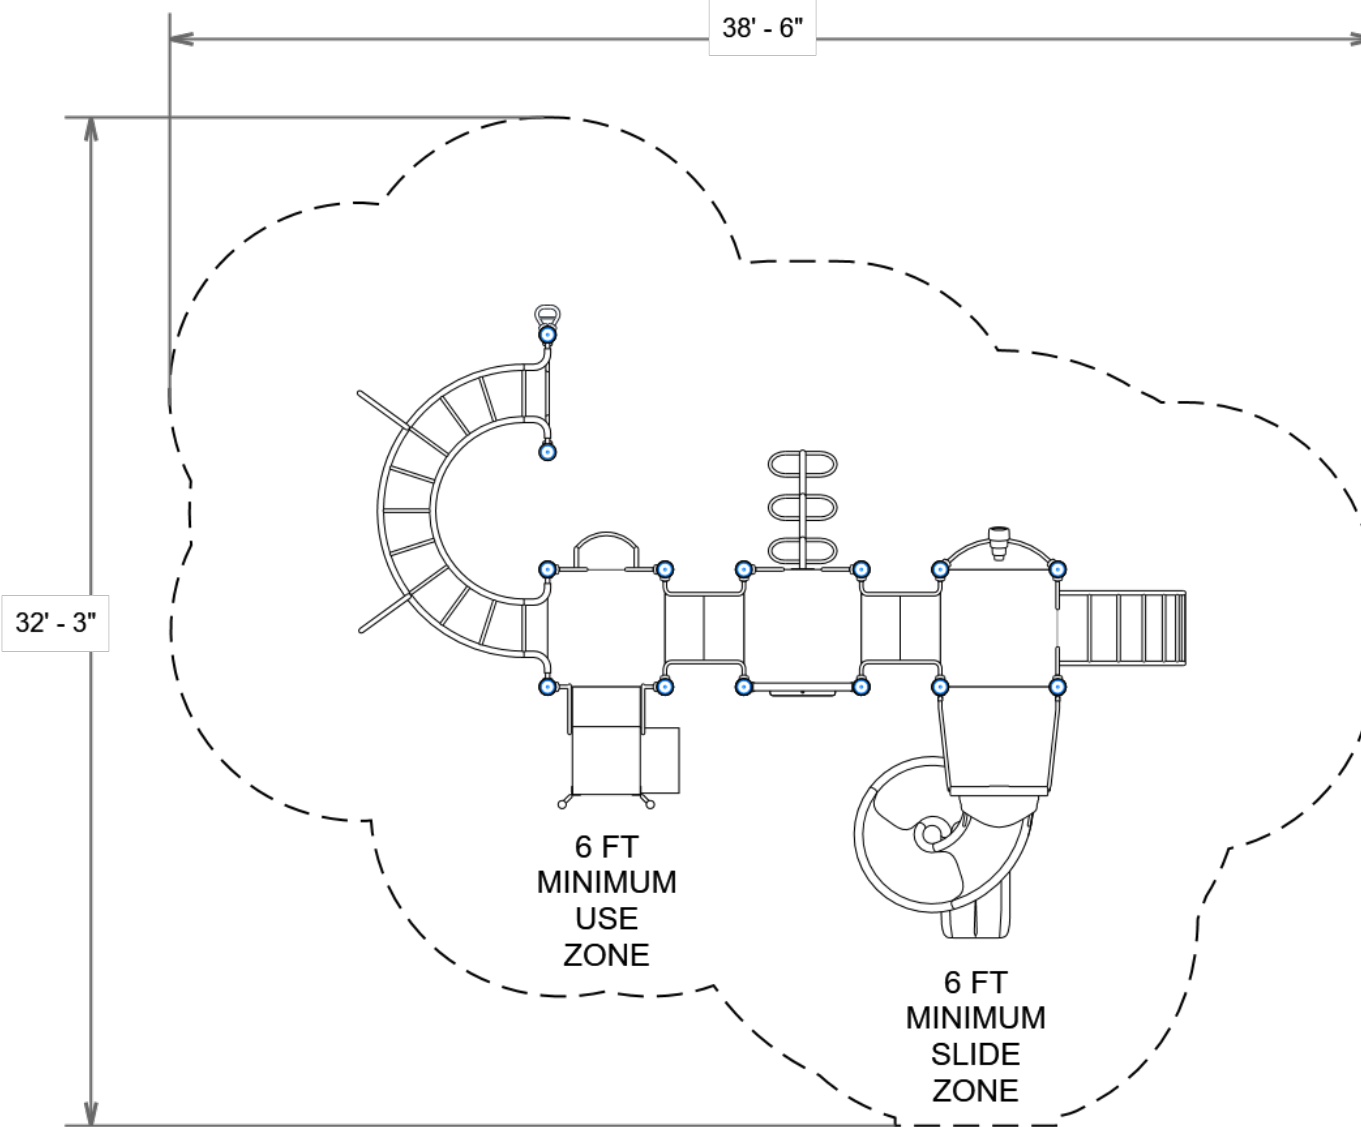 38' - 6"
32' - 3"
6 FT
MINIMUM
USE
ZONE
6 FT
MINIMUM
SLIDE
ZONE